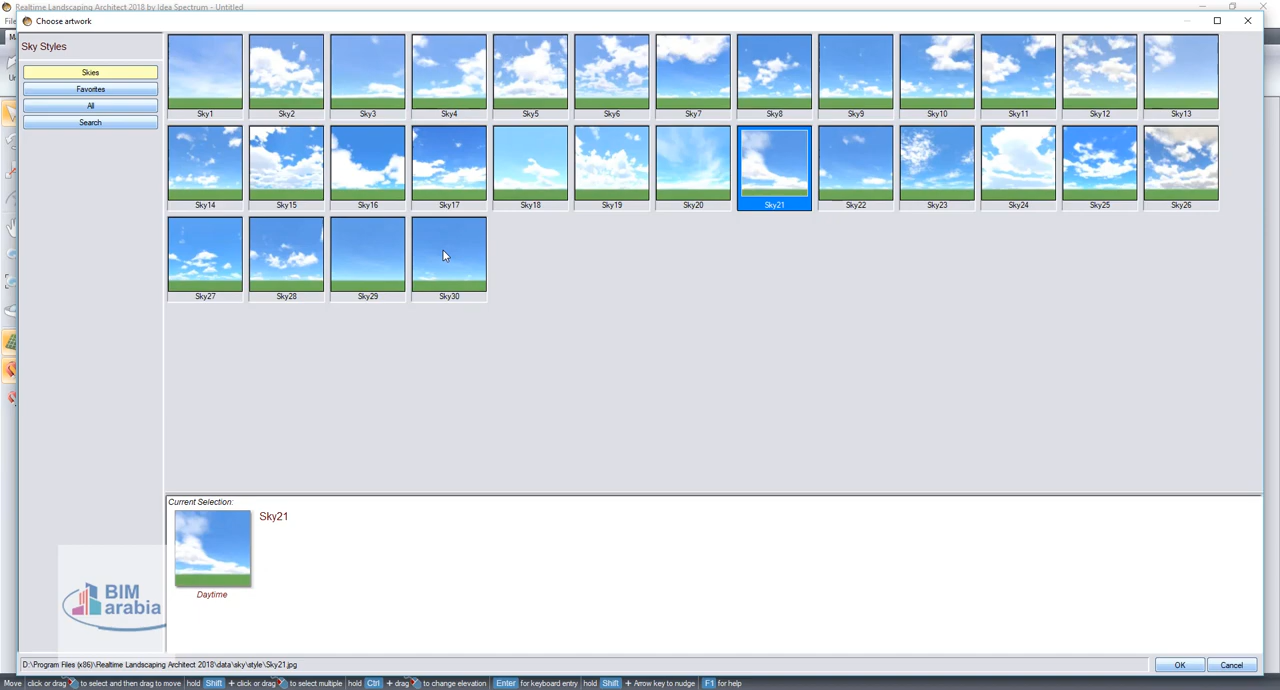 Realtime Landscaping Architect 2018 by Idea Spectrum - Untitled
Choose artwork
Sky Styles
Skies
Favorites
All
Search
Sky1 Sky2 Sky3 Sky4 Sky5 Sky6 Sky7 Sky8 Sky9 Sky10 Sky11 Sky12 Sky13
Sky14 Sky15 Sky16 Sky17 Sky18 Sky19 Sky20 Sky21 Sky22 Sky23 Sky24 Sky25 Sky26
Sky27 Sky28 Sky29 Sky30
Current Selection:
Sky21
Daytime
BIM
arabia
D:\Program Files (x86)\Realtime Landscaping Architect 2018\data\sky\style\Sky21.jpg
OK Cancel
Move click or drag to select and then drag to move hold Shift + click or drag to select multiple hold Ctrl + drag to change elevation Enter for keyboard entry hold Shift + Arrow key to nudge F1 for help